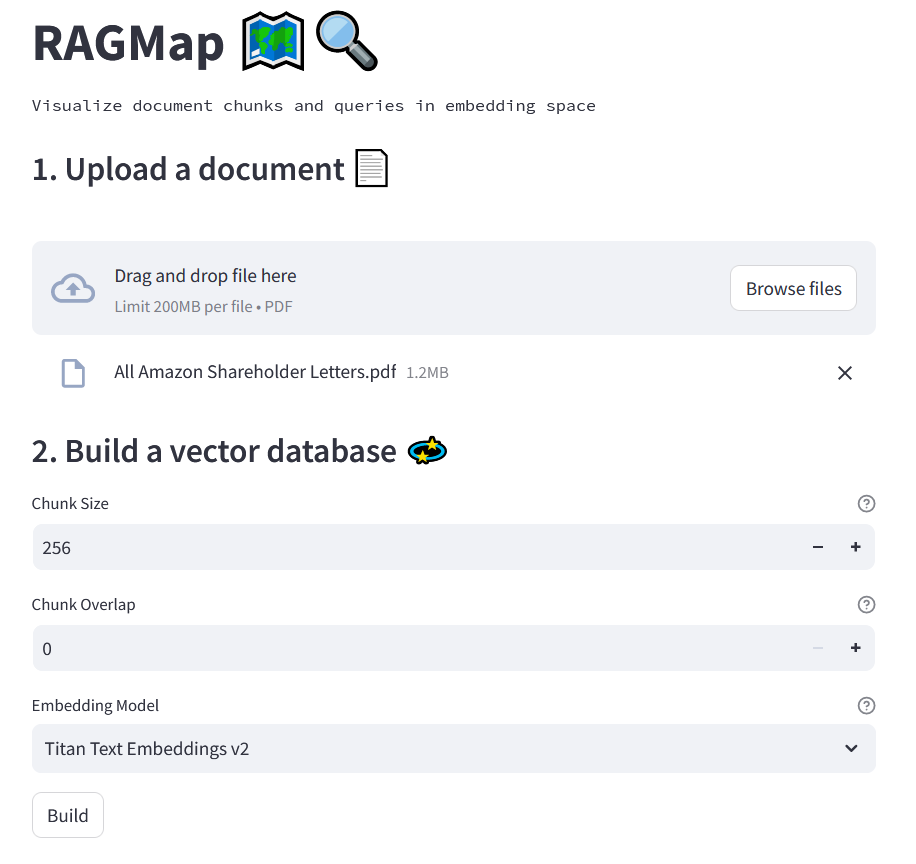 RAGMap
Visualize document chunks and queries in embedding space
1. Upload a document
Drag and drop file here
Limit 200MB per file • PDF
Browse files
All Amazon Shareholder Letters.pdf 1.2MB
2. Build a vector database
Chunk Size
256
Chunk Overlap
0
Embedding Model
Titan Text Embeddings v2
Build